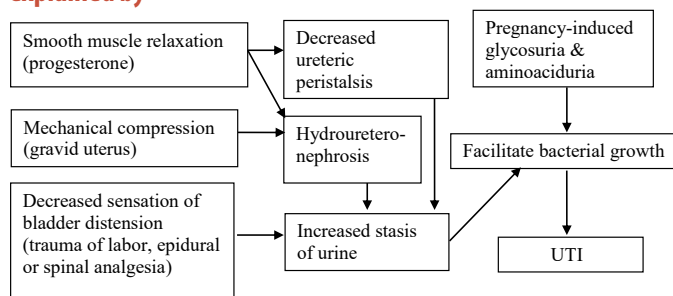 explained by
Smooth muscle relaxation
(progesterone)
Decreased
ureteric
peristalsis
Pregnancy-induced
glycosuria &
aminoaciduria
Mechanical compression
(gravid uterus)
Hydroureterо-
nephrosis
Facilitate bacterial growth
Decreased sensation of
bladder distension
(trauma of labor, epidural
or spinal analgesia)
Increased stasis
of urine
UTI